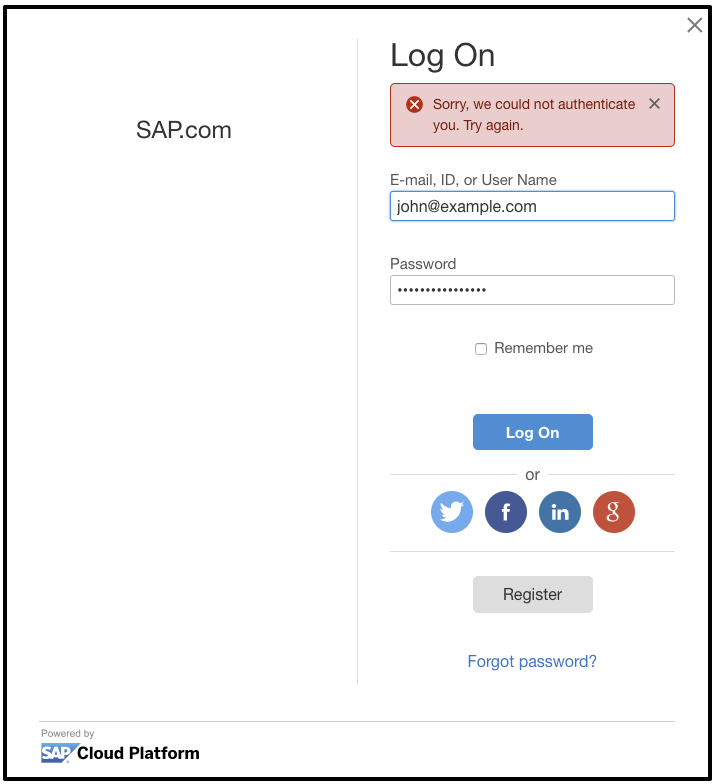 Log On
Sorry, we could not authenticate
you. Try again.
SAP.com
E-mail, ID, or User Name
john@example.com
Password
••••••••••••••••
Remember me
Log On
or
Register
Forgot password?
Powered by
SAP Cloud Platform